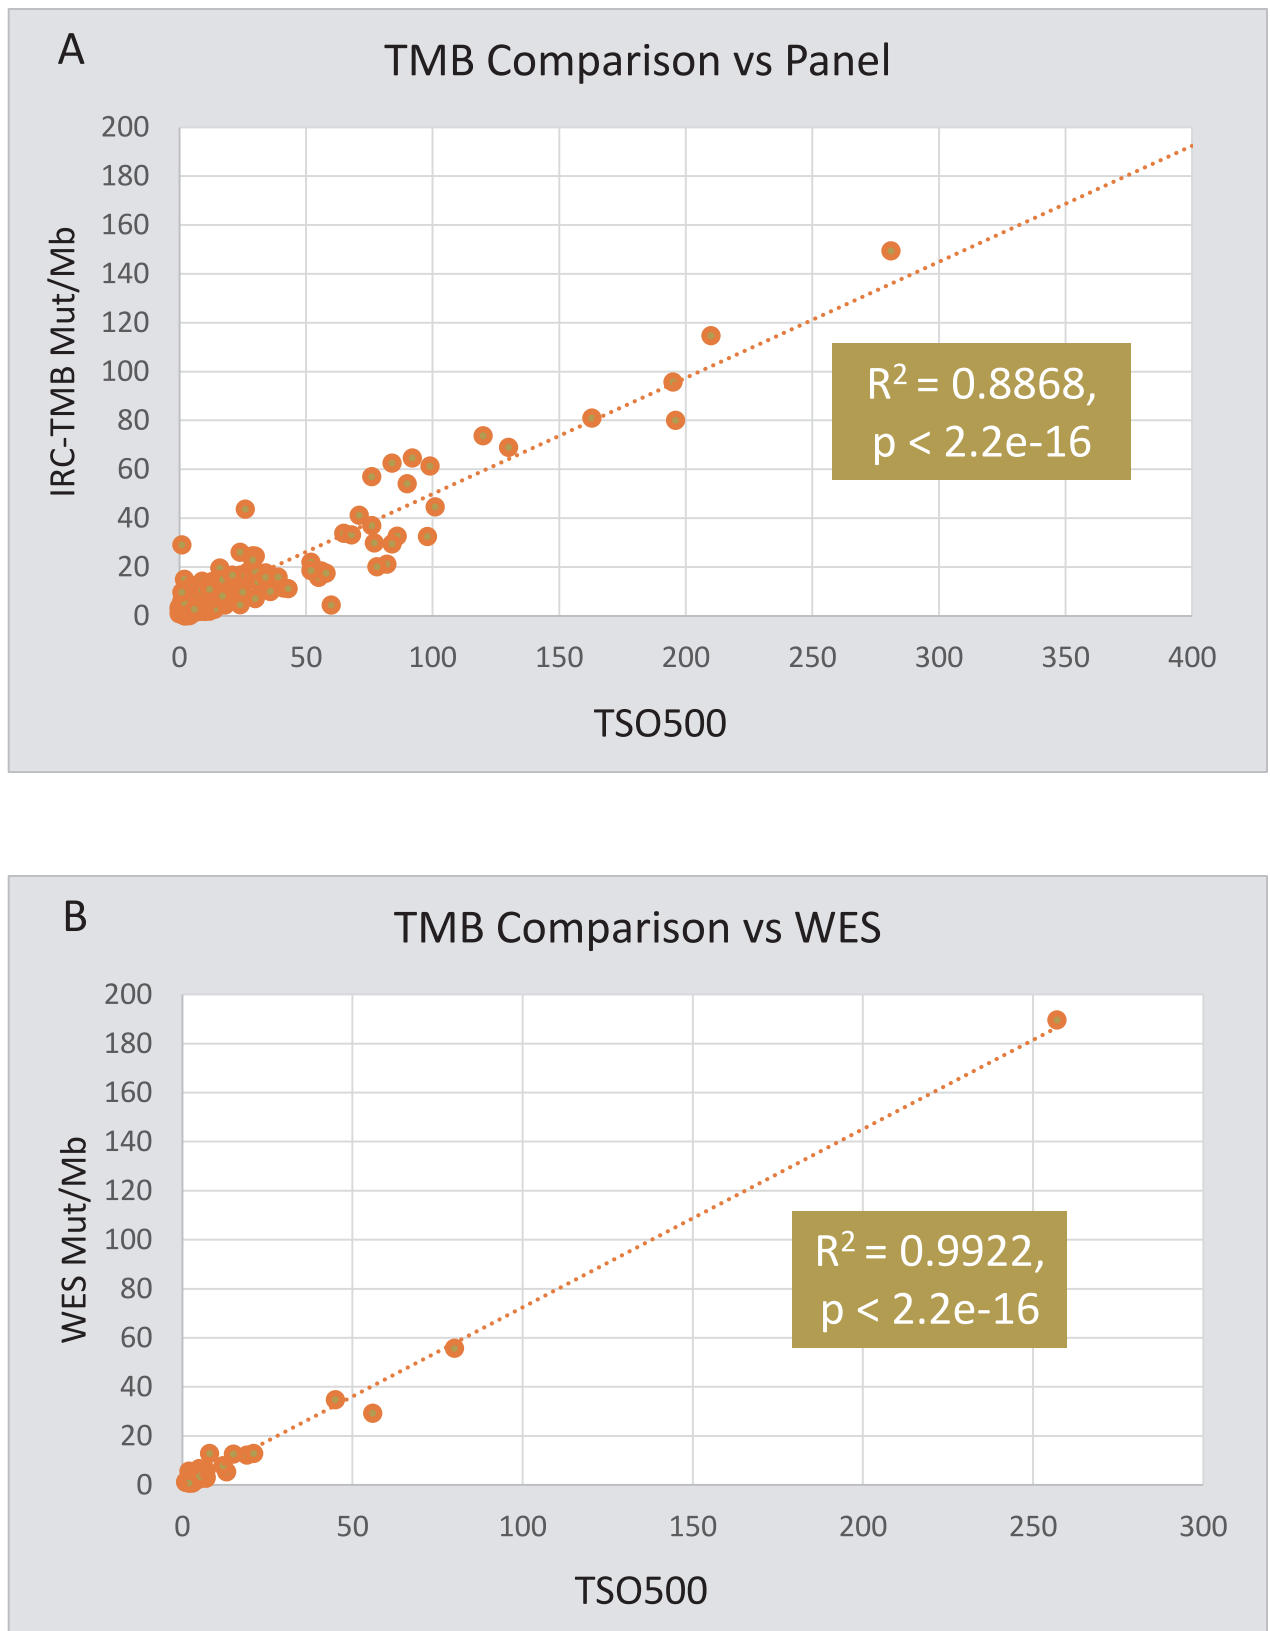 A
TMB Comparison vs Panel
IRC-TMB Mut/Mb
200
180
160
140
120
100
80
60
40
20
0
0 50 100 150 200 250 300 350 400
TSO500
R² = 0.8868,
p < 2.2e-16
B
TMB Comparison vs WES
WES Mut/Mb
200
180
160
140
120
100
80
60
40
20
0
0 50 100 150 200 250 300
TSO500
R² = 0.9922,
p < 2.2e-16